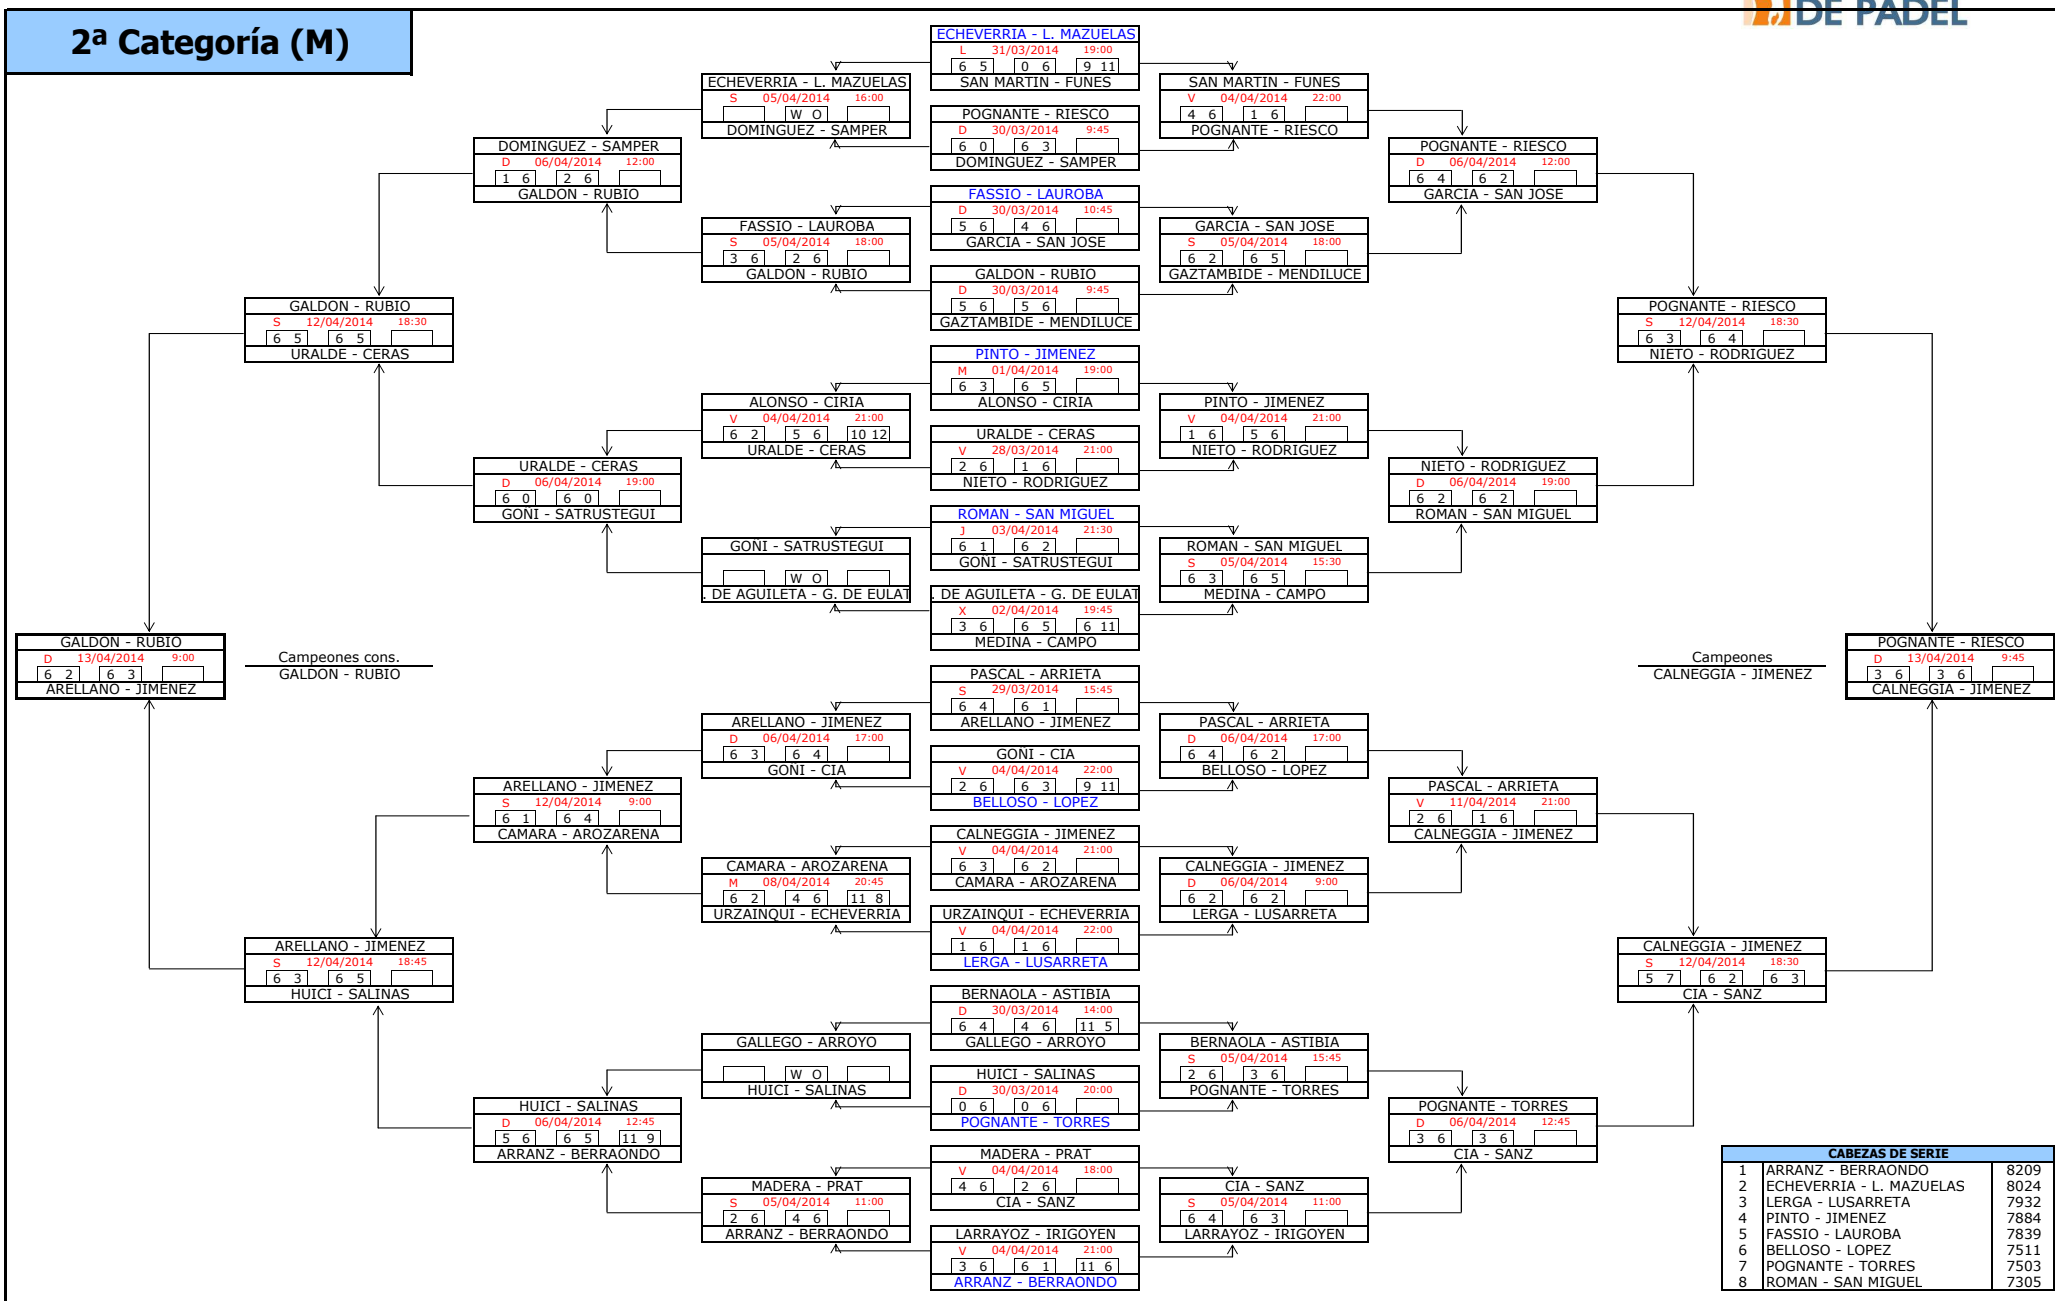 2ª Categoría (M)
DE PADEL
GALDON - RUBIO
D 13/04/2014 9:00
6 2 6 3
ARELLANO - JIMENEZ
Campeones cons.
GALDON - RUBIO
GALDON - RUBIO
S 12/04/2014 18:30
6 5 6 5
URALDE - CERAS
ARELLANO - JIMENEZ
S 12/04/2014 18:45
6 3 6 5
HUICI - SALINAS
DOMINGUEZ - SAMPER
D 06/04/2014 12:00
1 6 2 6
GALDON - RUBIO
URALDE - CERAS
D 06/04/2014 19:00
6 0 6 0
GOÑI - SATRUSTEGUI
ARELLANO - JIMENEZ
S 12/04/2014 9:00
6 1 6 4
CAMARA - AROZARENA
HUICI - SALINAS
D 06/04/2014 12:45
5 6 6 5 11 9
ARRANZ - BERRAONDO
ECHEVERRIA - L. MAZUELAS
S 05/04/2014 16:00
W O
DOMINGUEZ - SAMPER
FASSIO - LAUROBA
S 05/04/2014 18:00
3 6 2 6
GALDON - RUBIO
ALONSO - CIRIA
V 04/04/2014 21:00
6 2 5 6 10 12
URALDE - CERAS
GOÑI - SATRUSTEGUI
W O
. DE AGUILETA - G. DE EULAT
ARELLANO - JIMENEZ
D 06/04/2014 17:00
6 3 6 4
GOÑI - CIA
CAMARA - AROZARENA
M 08/04/2014 20:45
6 2 4 6 11 8
URZAINQUI - ECHEVERRIA
GALLEGO - ARROYO
W O
HUICI - SALINAS
MADERA - PRAT
S 05/04/2014 11:00
2 6 4 6
ARRANZ - BERRAONDO
ECHEVERRIA - L. MAZUELAS
L 31/03/2014 19:00
6 5 0 6 9 11
SAN MARTIN - FUNES
POGNANTE - RIESCO
D 30/03/2014 9:45
6 0 6 3
DOMINGUEZ - SAMPER
FASSIO - LAUROBA
D 30/03/2014 10:45
5 6 4 6
GARCIA - SAN JOSE
GALDON - RUBIO
D 30/03/2014 9:45
5 6 5 6
GAZTAMBIDE - MENDILUCE
PINTO - JIMENEZ
M 01/04/2014 19:00
6 3 6 5
ALONSO - CIRIA
URALDE - CERAS
V 28/03/2014 21:00
2 6 1 6
NIETO - RODRIGUEZ
ROMAN - SAN MIGUEL
J 03/04/2014 21:30
6 1 6 2
GOÑI - SATRUSTEGUI
. DE AGUILETA - G. DE EULAT
X 02/04/2014 19:45
3 6 6 5 6 11
MEDINA - CAMPO
PASCAL - ARRIETA
S 29/03/2014 15:45
6 4 6 1
ARELLANO - JIMENEZ
GOÑI - CIA
V 04/04/2014 22:00
2 6 6 3 9 11
BELLOSO - LOPEZ
CALNEGGIA - JIMENEZ
V 04/04/2014 21:00
6 3 6 2
CAMARA - AROZARENA
URZAINQUI - ECHEVERRIA
V 04/04/2014 22:00
1 6 1 6
LERGA - LUSARRETA
BERNAOLA - ASTIBIA
D 30/03/2014 14:00
6 4 4 6 11 5
GALLEGO - ARROYO
HUICI - SALINAS
D 30/03/2014 20:00
0 6 0 6
POGNANTE - TORRES
MADERA - PRAT
V 04/04/2014 18:00
4 6 2 6
CIA - SANZ
LARRAYOZ - IRIGOYEN
V 04/04/2014 21:00
3 6 6 1 11 6
ARRANZ - BERRAONDO
SAN MARTIN - FUNES
V 04/04/2014 22:00
4 6 1 6
POGNANTE - RIESCO
GARCIA - SAN JOSE
S 05/04/2014 18:00
6 2 6 5
GAZTAMBIDE - MENDILUCE
PINTO - JIMENEZ
V 04/04/2014 21:00
1 6 5 6
NIETO - RODRIGUEZ
ROMAN - SAN MIGUEL
S 05/04/2014 15:30
6 3 6 5
MEDINA - CAMPO
PASCAL - ARRIETA
D 06/04/2014 17:00
6 4 6 2
BELLOSO - LOPEZ
CALNEGGIA - JIMENEZ
D 06/04/2014 9:00
6 2 6 2
LERGA - LUSARRETA
BERNAOLA - ASTIBIA
S 05/04/2014 15:45
2 6 3 6
POGNANTE - TORRES
CIA - SANZ
S 05/04/2014 11:00
6 4 6 3
LARRAYOZ - IRIGOYEN
POGNANTE - RIESCO
D 06/04/2014 12:00
6 4 6 2
GARCIA - SAN JOSE
NIETO - RODRIGUEZ
D 06/04/2014 19:00
6 2 6 2
ROMAN - SAN MIGUEL
PASCAL - ARRIETA
V 11/04/2014 21:00
2 6 1 6
CALNEGGIA - JIMENEZ
POGNANTE - TORRES
D 06/04/2014 12:45
3 6 3 6
CIA - SANZ
POGNANTE - RIESCO
S 12/04/2014 18:30
6 3 6 4
NIETO - RODRIGUEZ
CALNEGGIA - JIMENEZ
S 12/04/2014 18:30
5 7 6 2 6 3
CIA - SANZ
Campeones
CALNEGGIA - JIMENEZ
POGNANTE - RIESCO
D 13/04/2014 9:45
3 6 3 6
CALNEGGIA - JIMENEZ
CABEZAS DE SERIE
1 ARRANZ - BERRAONDO 8209
2 ECHEVERRIA - L. MAZUELAS 8024
3 LERGA - LUSARRETA 7932
4 PINTO - JIMENEZ 7884
5 FASSIO - LAUROBA 7839
6 BELLOSO - LOPEZ 7511
7 POGNANTE - TORRES 7503
8 ROMAN - SAN MIGUEL 7305